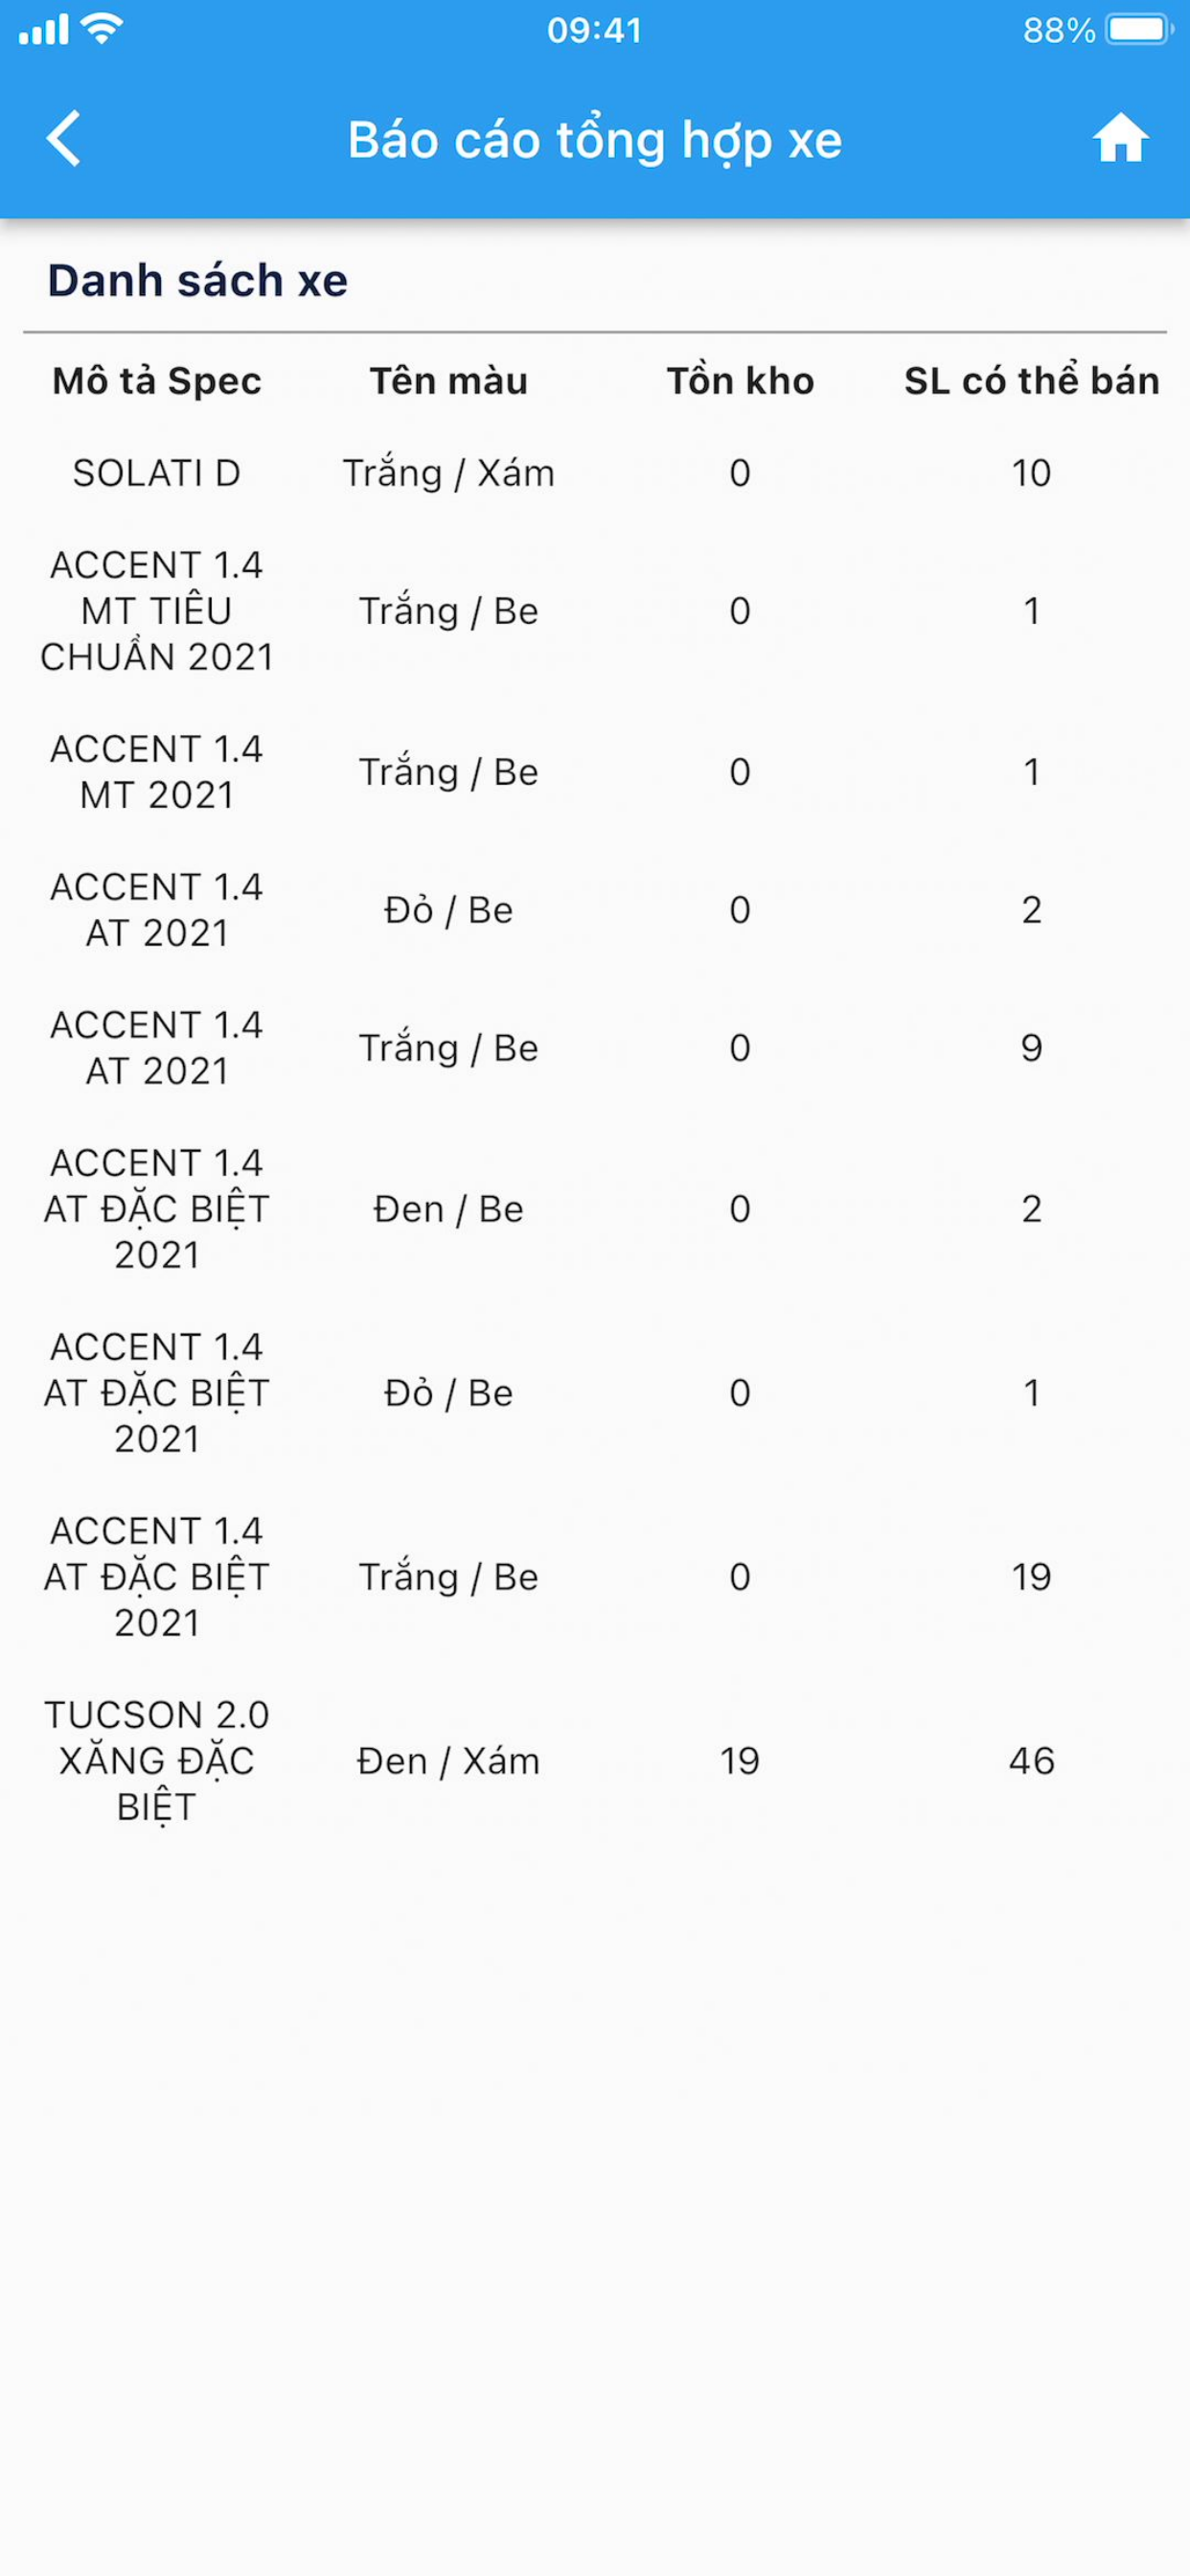 09:41
88%
Báo cáo tổng hợp xe
Danh sách xe
Mô tả Spec Tên màu Tồn kho SL có thể bán
SOLATI D Trắng / Xám 0 10
ACCENT 1.4
MT TIÊU Trắng / Be 0 1
CHUẨN 2021
ACCENT 1.4
MT 2021
Trắng / Be 0 1
ACCENT 1.4
AT 2021
Đỏ / Be 0 2
ACCENT 1.4
AT 2021
Trắng / Be 0 9
ACCENT 1.4
AT ĐẶC BIỆT Đen / Be 0 2
2021
ACCENT 1.4
AT ĐẶC BIỆT Đỏ / Be 0 1
2021
ACCENT 1.4
AT ĐẶC BIỆT Trắng / Be 0 19
2021
TUCSON 2.0
XĂNG ĐẶC Đen / Xám 19 46
BIỆT